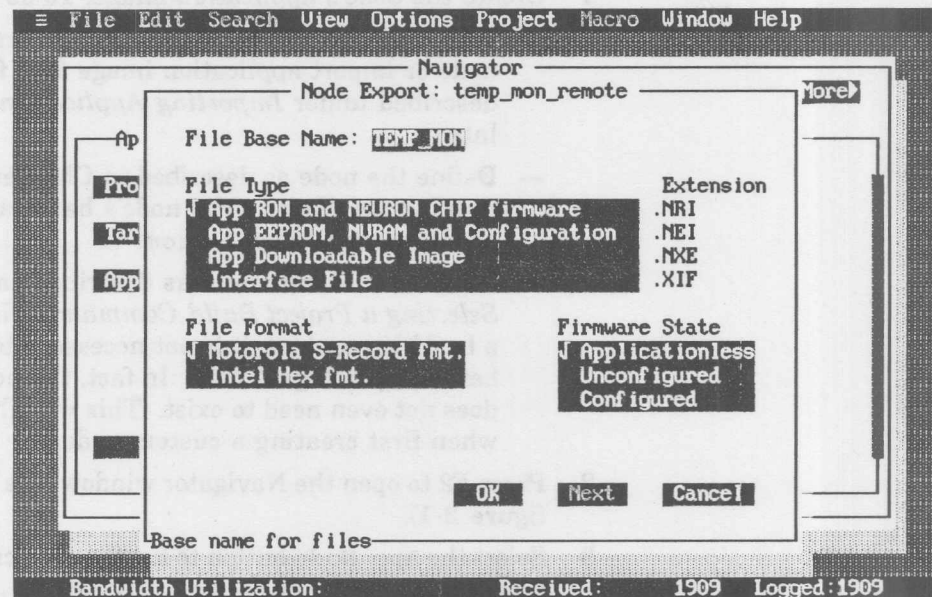 ≡ File Edit Search View Options Project Macro Window Help
Navigator
Node Export: temp_mon_remote
More▶
Ap
File Base Name: TEMP_MON
Pro
File Type
Extension
√ App ROM and NEURON CHIP firmware .NRI
Tar
App EEPROM, NVRAM and Configuration .NEI
App Downloadable Image .NXE
App
Interface File .XIF
File Format
Firmware State
√ Motorola S-Record fmt.
√ Applicationless
Intel Hex fmt.
Unconfigured
Configured
OK Next Cancel
Base name for files
Bandwidth Utilization: Received: 1909 Logged:1909